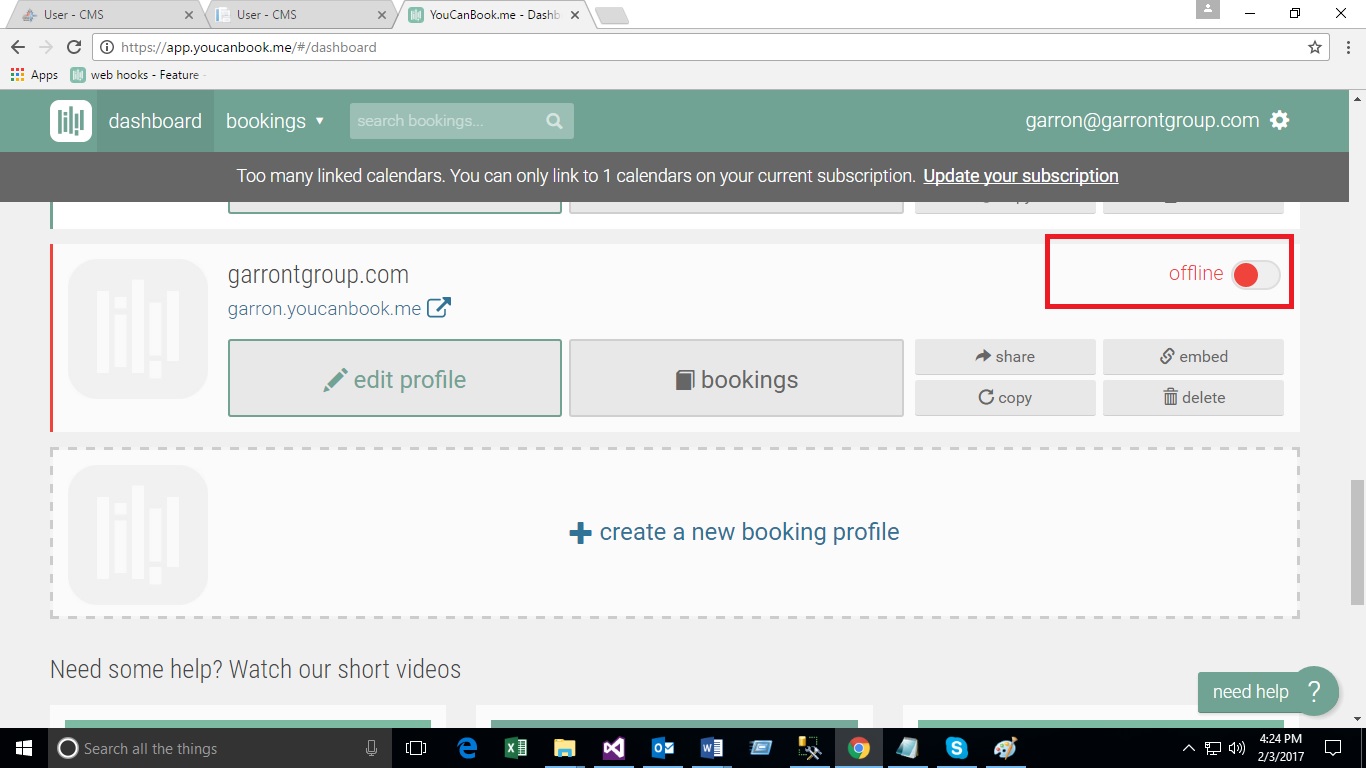 User - CMS
User - CMS
YouCanBook.me - Dashb
https://app.youcanbook.me/#/dashboard
Apps
web hooks - Feature
dashboard
bookings
search bookings...
garron@garrontgroup.com
Too many linked calendars. You can only link to 1 calendars on your current subscription. Update your subscription
garrontgroup.com
offline
garron.youcanbook.me
edit profile
bookings
share
embed
copy
delete
create a new booking profile
Need some help? Watch our short videos
need help ?
Search all the things
4:24 PM
2/3/2017